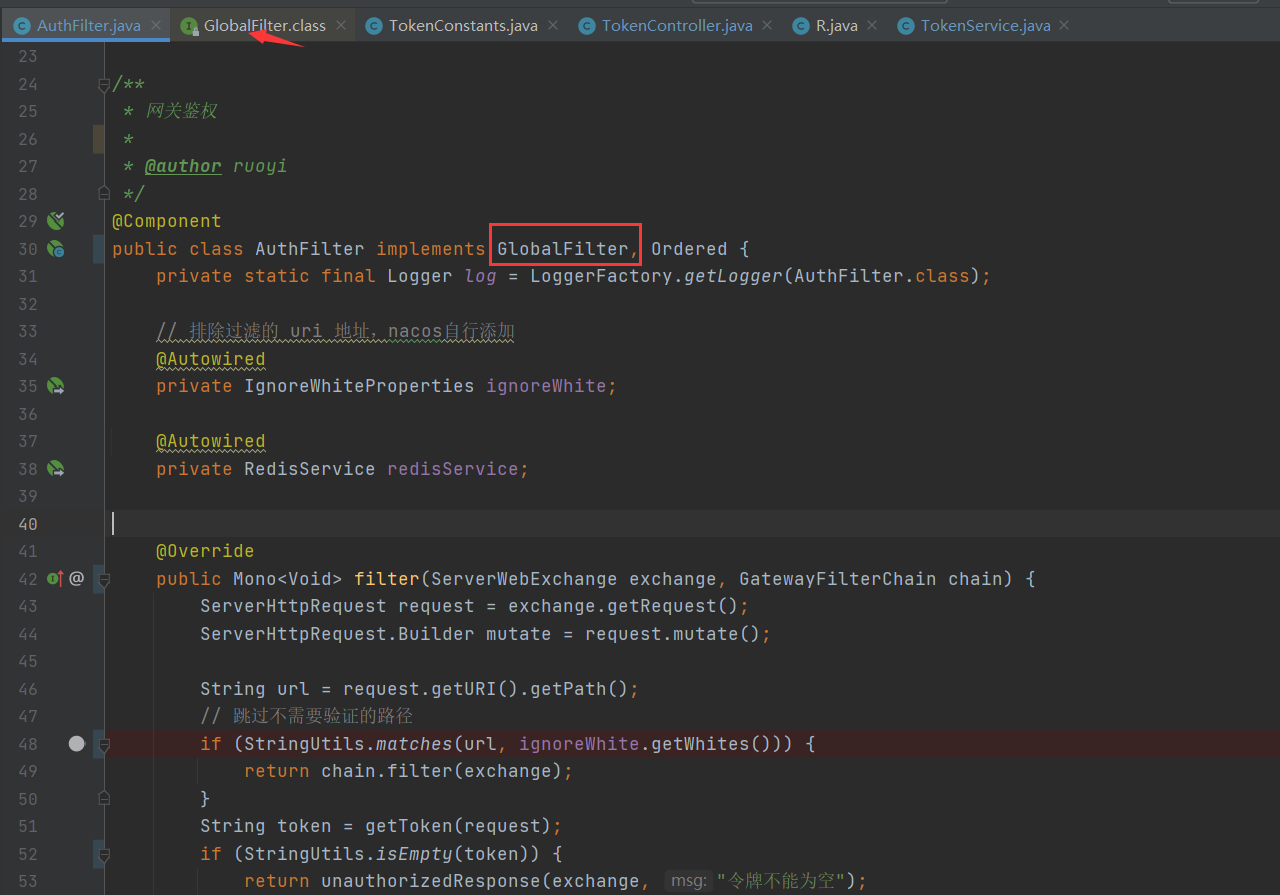 AuthFilter.java GlobalFilter.class TokenConstants.java TokenController.java R.java TokenService.java
23
24 /**
25 * 网关鉴权
26 *
27 * @author ruoyi
28 */
29 @Component
30 public class AuthFilter implements GlobalFilter, Ordered {
31 private static final Logger log = LoggerFactory.getLogger(AuthFilter.class);
32
33 // 排除过滤的 uri 地址，nacos自行添加
34 @Autowired
35 private IgnoreWhiteProperties ignoreWhite;
36
37 @Autowired
38 private RedisService redisService;
39
40
41 @Override
42 @ public Mono<Void> filter(ServerWebExchange exchange, GatewayFilterChain chain) {
43 ServerHttpRequest request = exchange.getRequest();
44 ServerHttpRequest.Builder mutate = request.mutate();
45
46 String url = request.getURI().getPath();
47 // 跳过不需要验证的路径
48 if (StringUtils.matches(url, ignoreWhite.getWhites())) {
49 return chain.filter(exchange);
50 }
51 String token = getToken(request);
52 if (StringUtils.isEmpty(token)) {
53 return unauthorizedResponse(exchange, msg: "令牌不能为空");